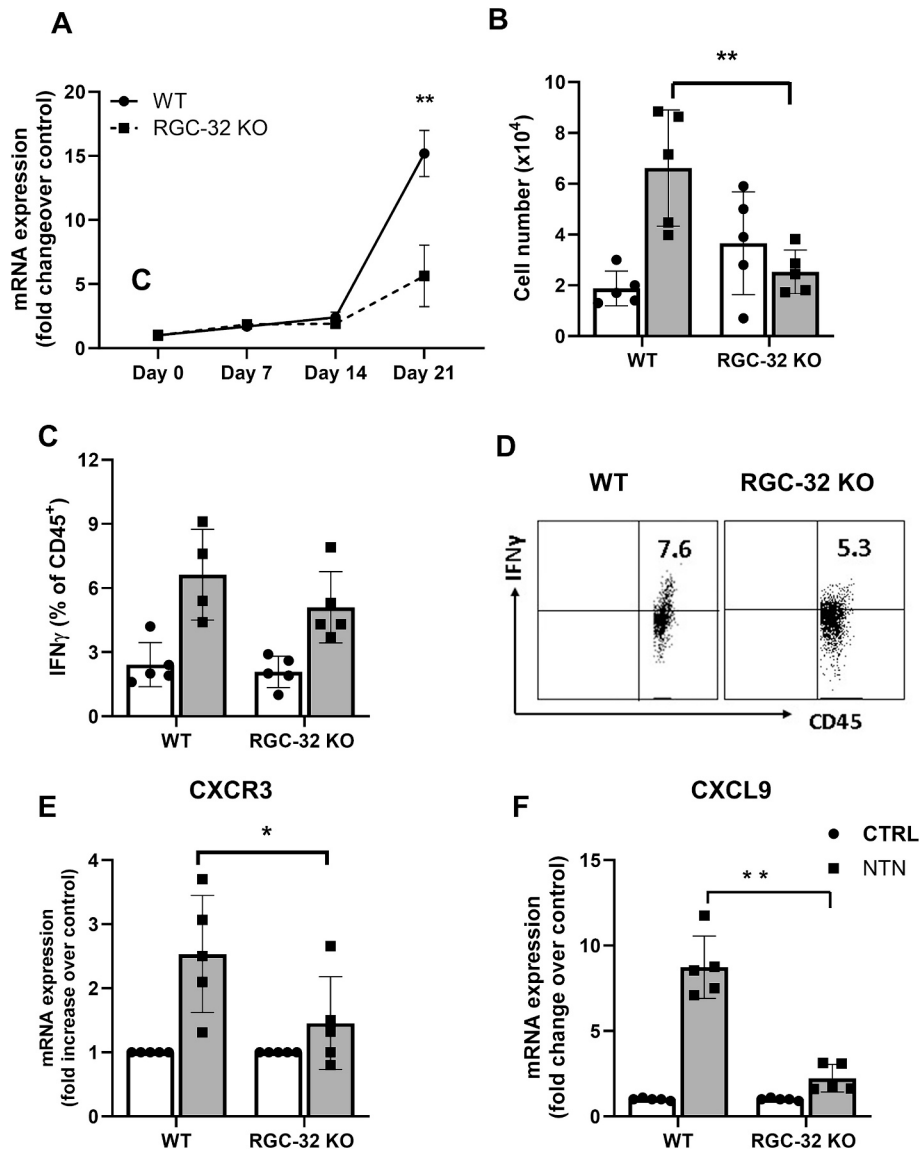 A
mRNA expression
(fold changeover control)
20
15
10
5
0
WT
RGC-32 KO
**
C
Day 0 Day 7 Day 14 Day 21
B
Cell number (x10⁴)
10
8
6
4
2
0
**
WT RGC-32 KO
C
IFNγ (% of CD45⁺)
12
9
6
3
0
WT RGC-32 KO
D
WT RGC-32 KO
7.6 5.3
IFNγ
CD45
E
CXCR3
mRNA expression
(fold increase over control)
4
3
2
1
0
*
WT RGC-32 KO
F
CXCL9
CTRL
NTN
mRNA expression
(fold change over control)
15
10
5
0
* *
WT RGC-32 KO